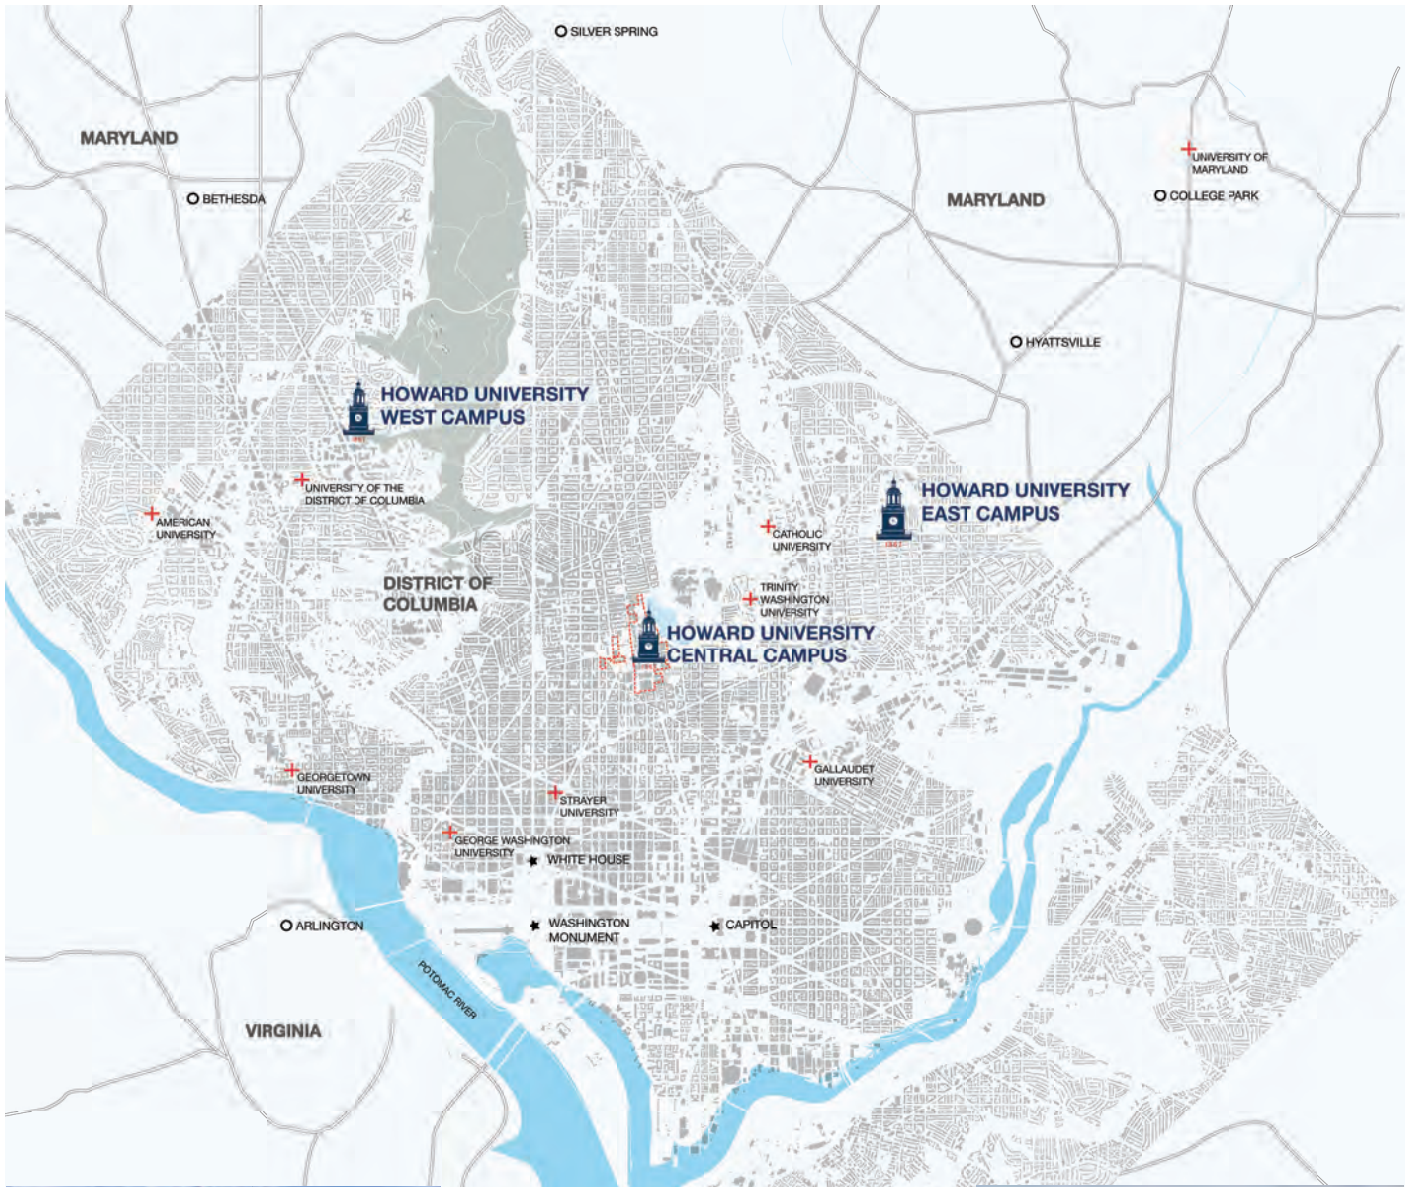 SILVER SPRING
MARYLAND
UNIVERSITY OF
MARYLAND
BETHESDA
MARYLAND
COLLEGE PARK
HYATTSVILLE
HOWARD UNIVERSITY
WEST CAMPUS
UNIVERSITY OF THE
DISTRICT OF COLUMBIA
HOWARD UNIVERSITY
EAST CAMPUS
1867
AMERICAN
UNIVERSITY
CATHOLIC
UNIVERSITY
DISTRICT OF
COLUMBIA
TRINITY
WASHINGTON
UNIVERSITY
HOWARD UNIVERSITY
CENTRAL CAMPUS
GEORGETOWN
UNIVERSITY
GALLAUDET
UNIVERSITY
STRAYER
UNIVERSITY
GEORGE WASHINGTON
UNIVERSITY
WHITE HOUSE
ARLINGTON
WASHINGTON
MONUMENT
CAPITOL
POTOMAC RIVER
VIRGINIA